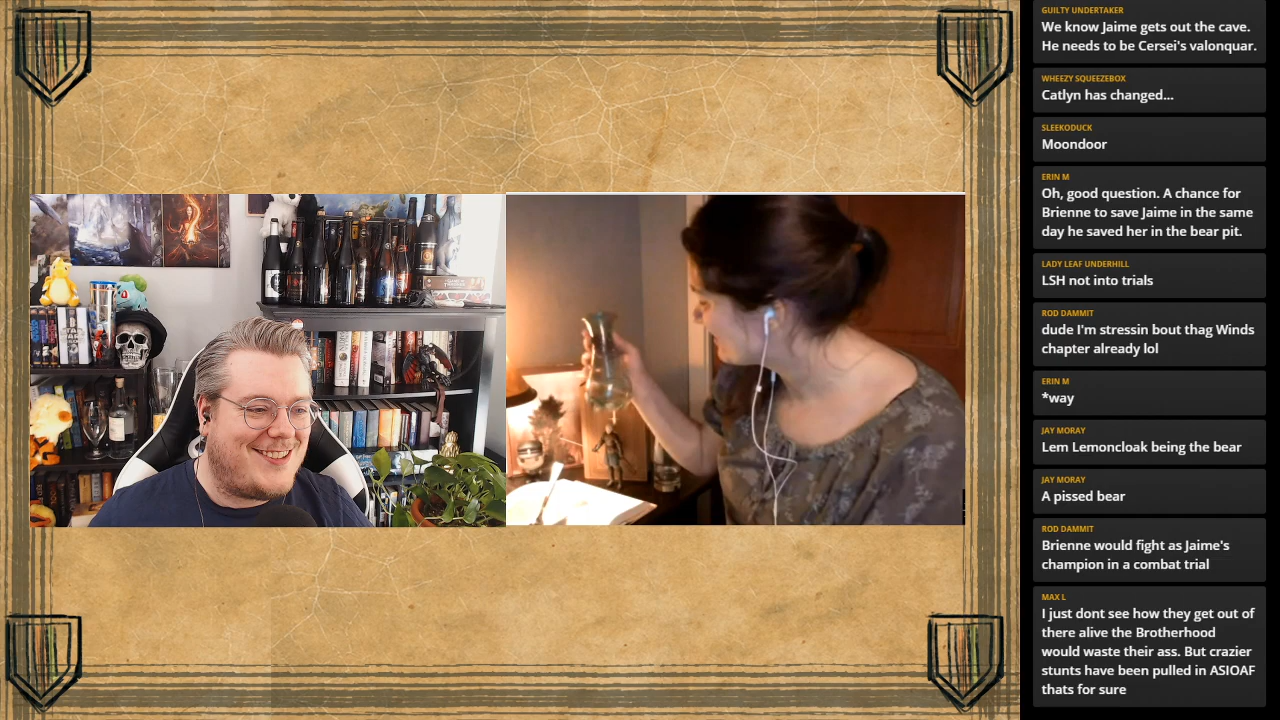 GUILTY UNDERTAKER
We know Jaime gets out the cave.
He needs to be Cersei's valonquar.
WHEEZY SQUEEZEBOX
Catlyn has changed...
SLEEKODUCK
Moondoor
ERIN M
Oh, good question. A chance for
Brienne to save Jaime in the same
day he saved her in the bear pit.
LADY LEAF UNDERHILL
LSH not into trials
ROD DAMMIT
dude I'm stressin bout thag Winds
chapter already lol
ERIN M
*way
JAY MORAY
Lem Lemoncloak being the bear
JAY MORAY
A pissed bear
ROD DAMMIT
Brienne would fight as Jaime's
champion in a combat trial
MAX L
I just dont see how they get out of
there alive the Brotherhood
would waste their ass. But crazier
stunts have been pulled in ASIOAF
thats for sure